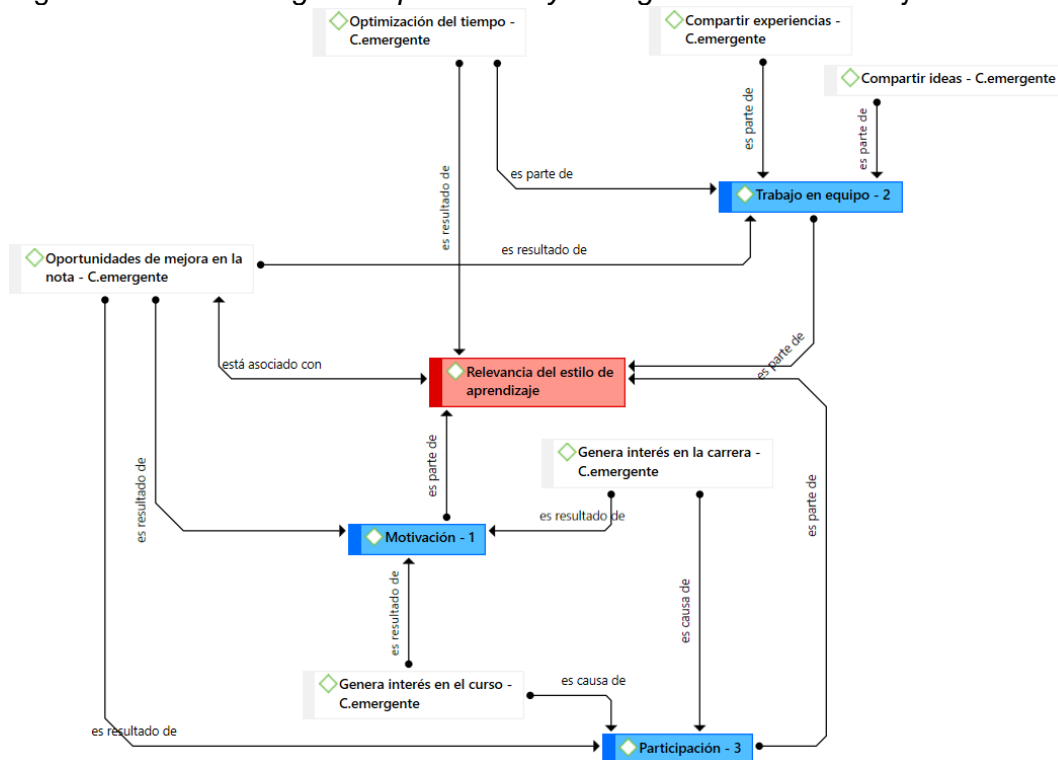 Optimización del tiempo -
C.emergente
Compartir experiencias -
C.emergente
Compartir ideas - C.emergente
es parte de
es parte de
es parte de
Trabajo en equipo - 2
es resultado de
es resultado de
Oportunidades de mejora en la
nota - C.emergente
es parte de
está asociado con
Relevancia del estilo de
aprendizaje
es parte de
Genera interés en la carrera -
C.emergente
es resultado de
es resultado de
es parte de
Motivación - 1
es resultado de
es causa de
Genera interés en el curso -
C.emergente
es causa de
es resultado de
Participación - 3